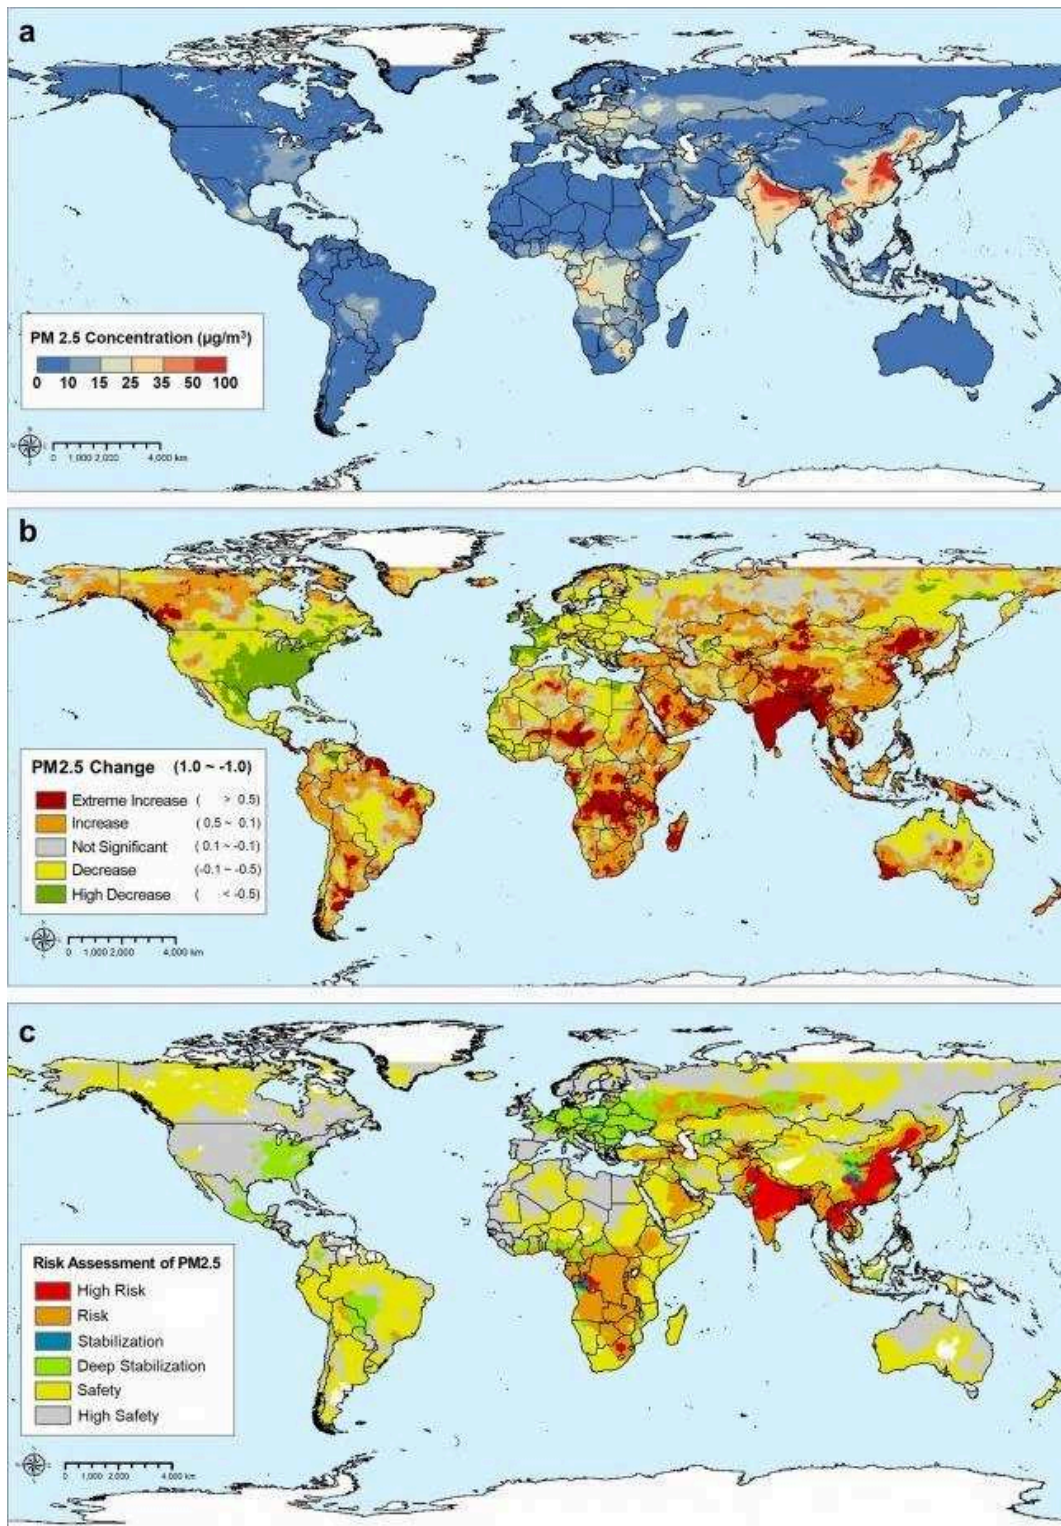 a
PM 2.5 Concentration (µg/m³)
0 10 15 25 35 50 100
0 1,000 2,000 4,000 km
b
PM2.5 Change (1.0 ~ -1.0)
Extreme Increase ( > 0.5)
Increase ( 0.5 ~ 0.1)
Not Significant ( 0.1 ~ -0.1)
Decrease (-0.1 ~ -0.5)
High Decrease ( < -0.5)
0 1,000 2,000 4,000 km
c
Risk Assessment of PM2.5
High Risk
Risk
Stabilization
Deep Stabilization
Safety
High Safety
0 1,000 2,000 4,000 km